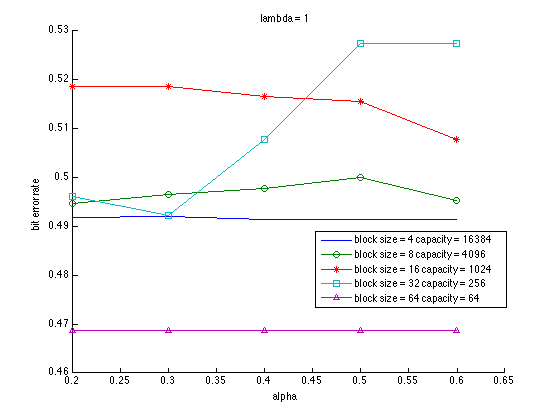 lambda = 1
0.53
0.52
0.51
0.5
0.49
0.48
0.47
0.46
bit error rate
block size = 4 capacity = 16384
block size = 8 capacity = 4096
block size = 16 capacity = 1024
block size = 32 capacity = 256
block size = 64 capacity = 64
0.2 0.25 0.3 0.35 0.4 0.45 0.5 0.55 0.6 0.65
alpha